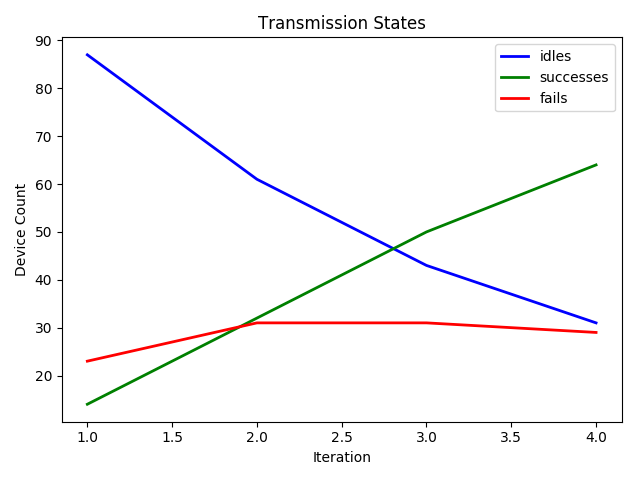 Transmission States
90
80
70
60
50
40
30
20
Device Count
idles
successes
fails
1.0 1.5 2.0 2.5 3.0 3.5 4.0
Iteration